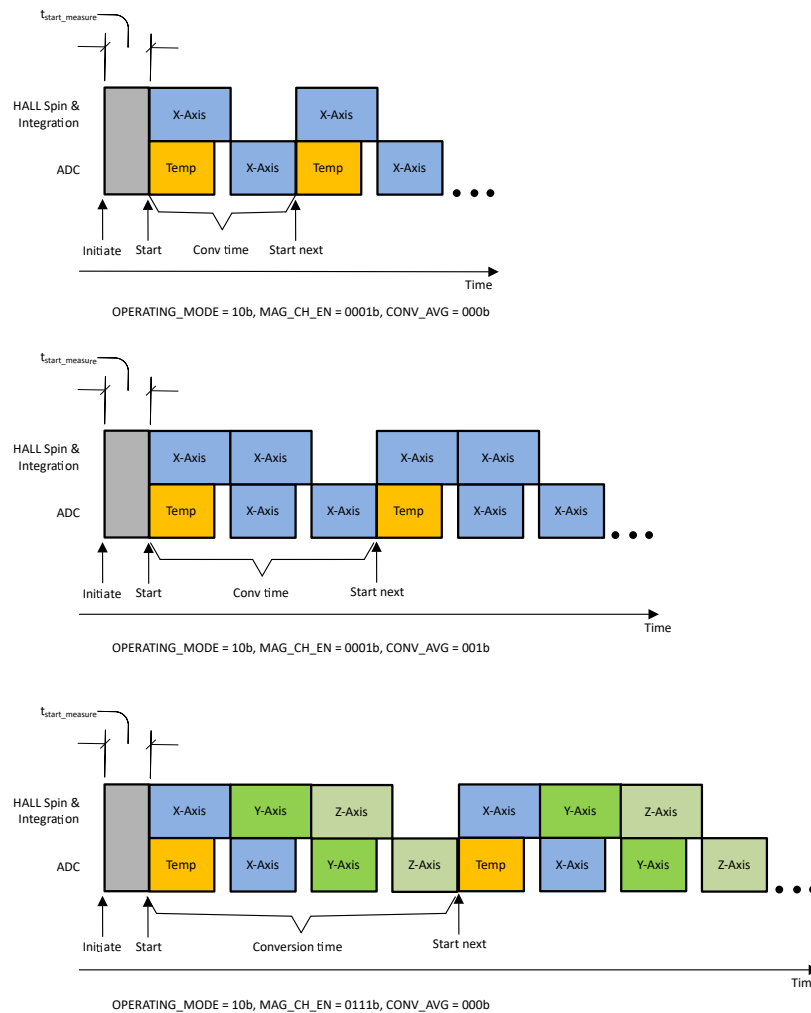 t_start_measure
HALL Spin &
Integration
X-Axis
X-Axis
ADC
Temp
X-Axis
Temp
X-Axis
Initiate
Start
Conv time
Start next
Time
OPERATING_MODE = 10b, MAG_CH_EN = 0001b, CONV_AVG = 000b
t_start_measure
HALL Spin &
Integration
X-Axis
X-Axis
X-Axis
X-Axis
ADC
Temp
X-Axis
X-Axis
Temp
X-Axis
X-Axis
Initiate
Start
Conv time
Start next
Time
OPERATING_MODE = 10b, MAG_CH_EN = 0001b, CONV_AVG = 001b
t_start_measure
HALL Spin &
Integration
X-Axis
Y-Axis
Z-Axis
X-Axis
Y-Axis
Z-Axis
ADC
Temp
X-Axis
Y-Axis
Z-Axis
Temp
X-Axis
Y-Axis
Z-Axis
Initiate
Start
Conversion time
Start next
Time
OPERATING_MODE = 10b, MAG_CH_EN = 0111b, CONV_AVG = 000b